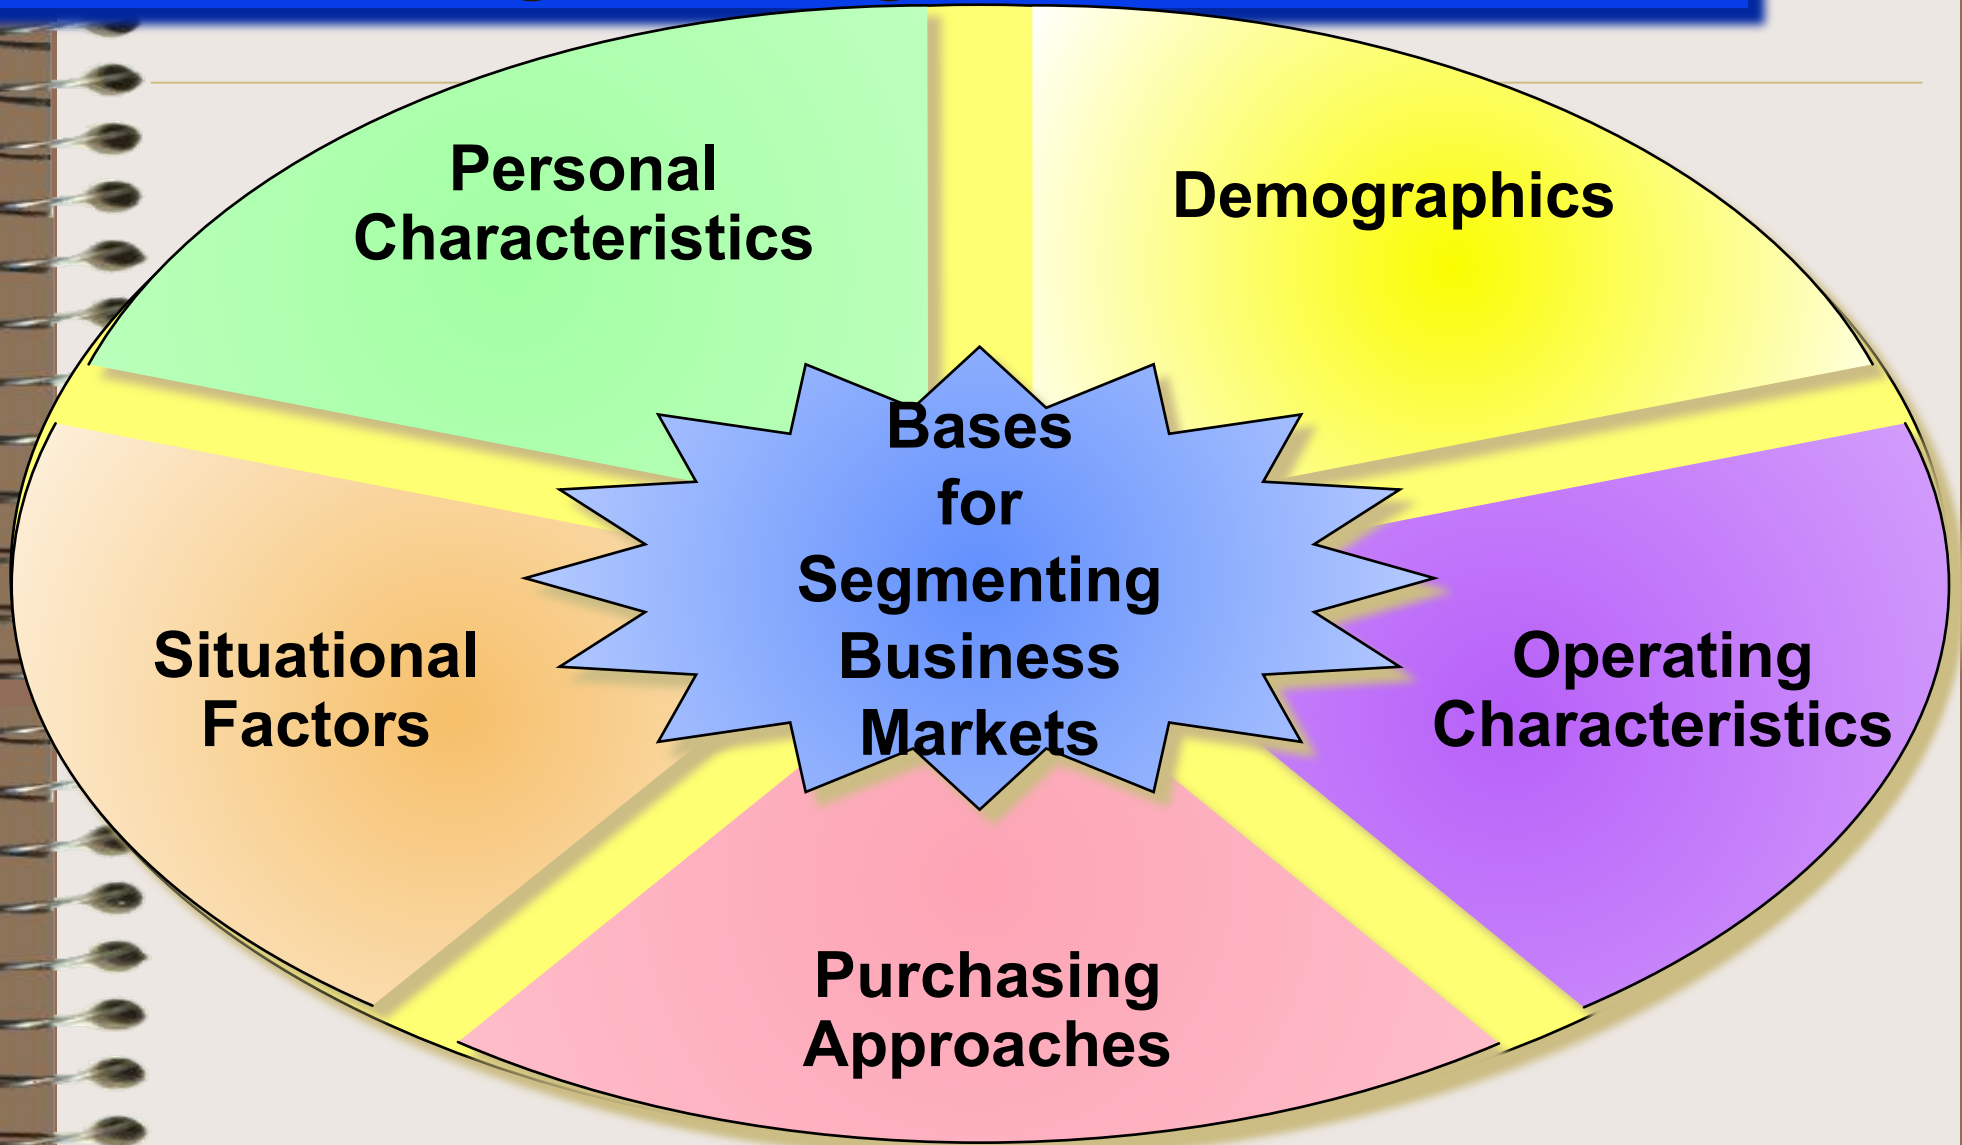 Personal
Characteristics
Demographics
Bases
for
Segmenting
Business
Markets
Situational
Factors
Operating
Characteristics
Purchasing
Approaches